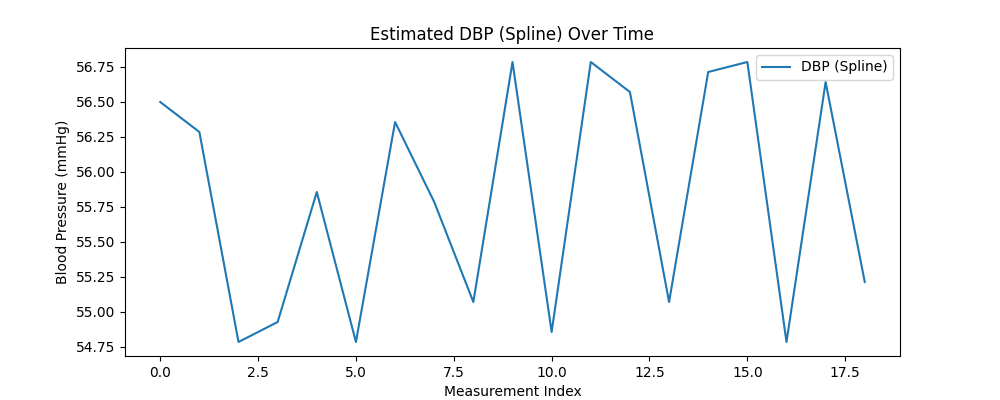 Estimated DBP (Spline) Over Time
56.75
56.50
56.25
56.00
55.75
55.50
55.25
55.00
54.75
Blood Pressure (mmHg)
DBP (Spline)
0.0 2.5 5.0 7.5 10.0 12.5 15.0 17.5
Measurement Index